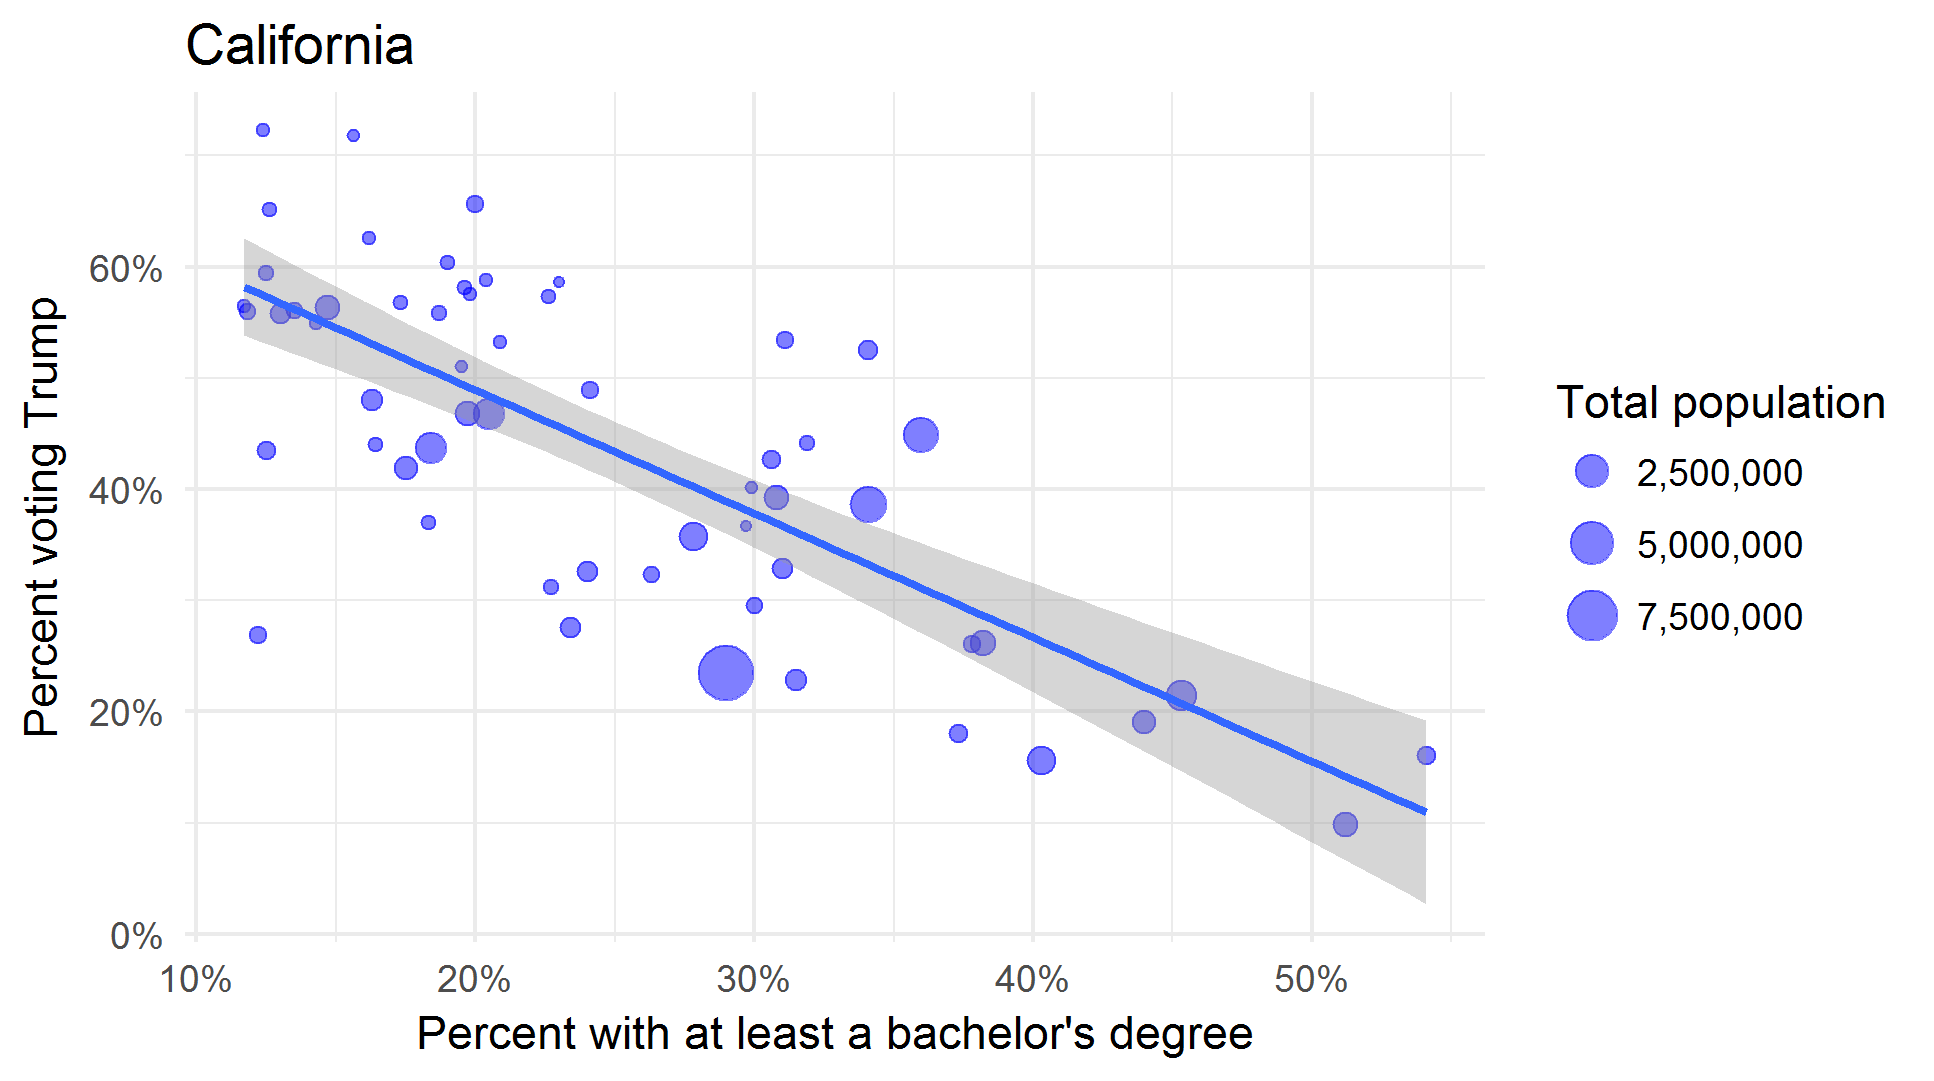 California
Percent voting Trump
60%
40%
20%
0%
10% 20% 30% 40% 50%
Percent with at least a bachelor's degree
Total population
2,500,000
5,000,000
7,500,000